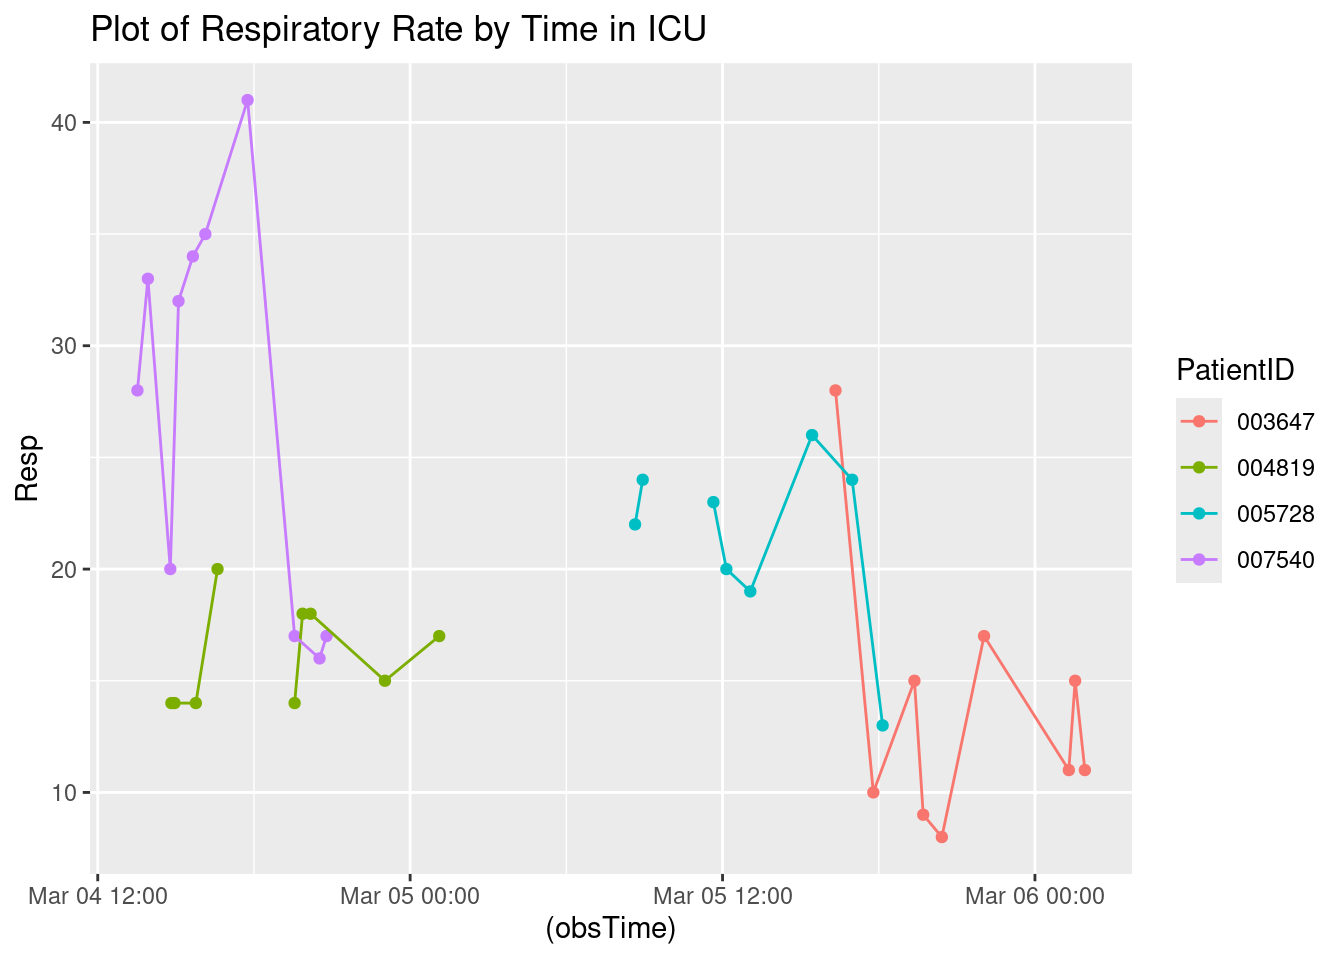 Plot of Respiratory Rate by Time in ICU
40
30
20
10
Resp
Mar 04 12:00
Mar 05 00:00
Mar 05 12:00
Mar 06 00:00
(obsTime)
PatientID
003647
004819
005728
007540